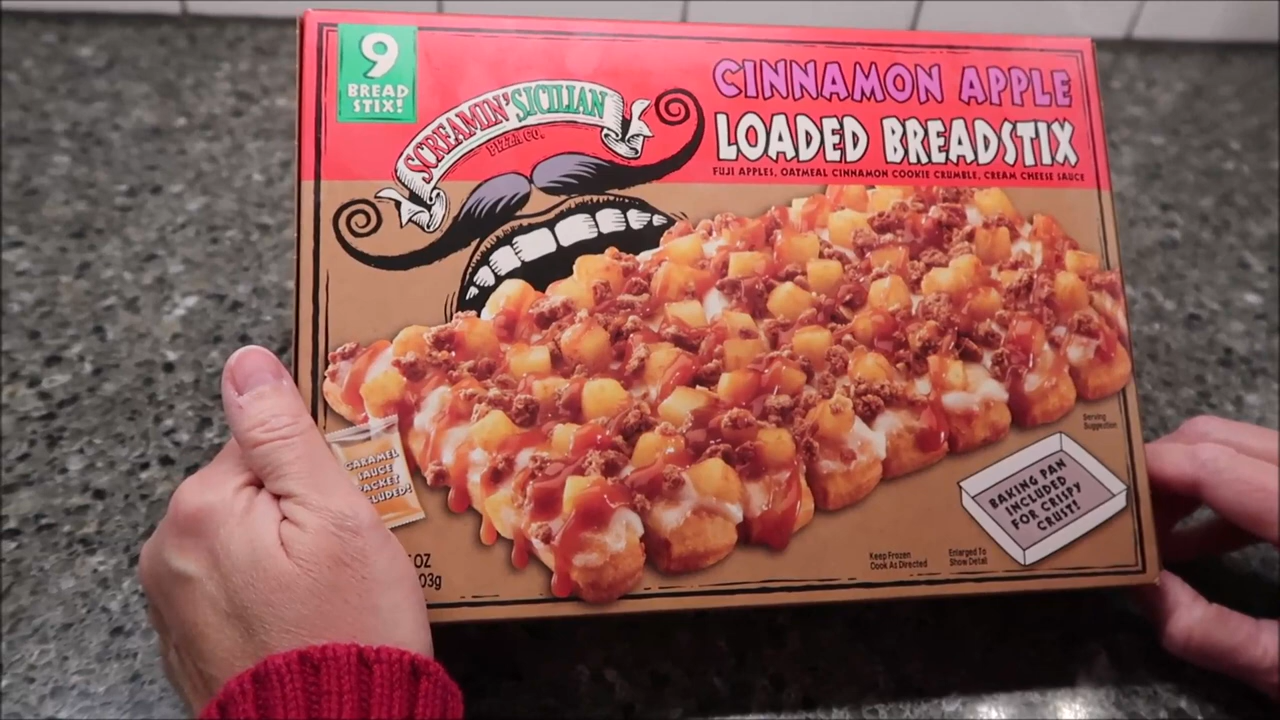 9
BREAD
STIX!
SCREAMIN' SICILIAN
PIZZA CO.
CINNAMON APPLE
LOADED BREADSTIX
FUJI APPLES, OATMEAL CINNAMON COOKIE CRUMBLE, CREAM CHEESE SAUCE
CARAMEL
SAUCE
Serving
Suggestion
BAKING PAN
INCLUDED
FOR CRISPY
CRUST!
Keep Frozen
Cook As Directed
Enlarged To
Show Detail
OZ
03g